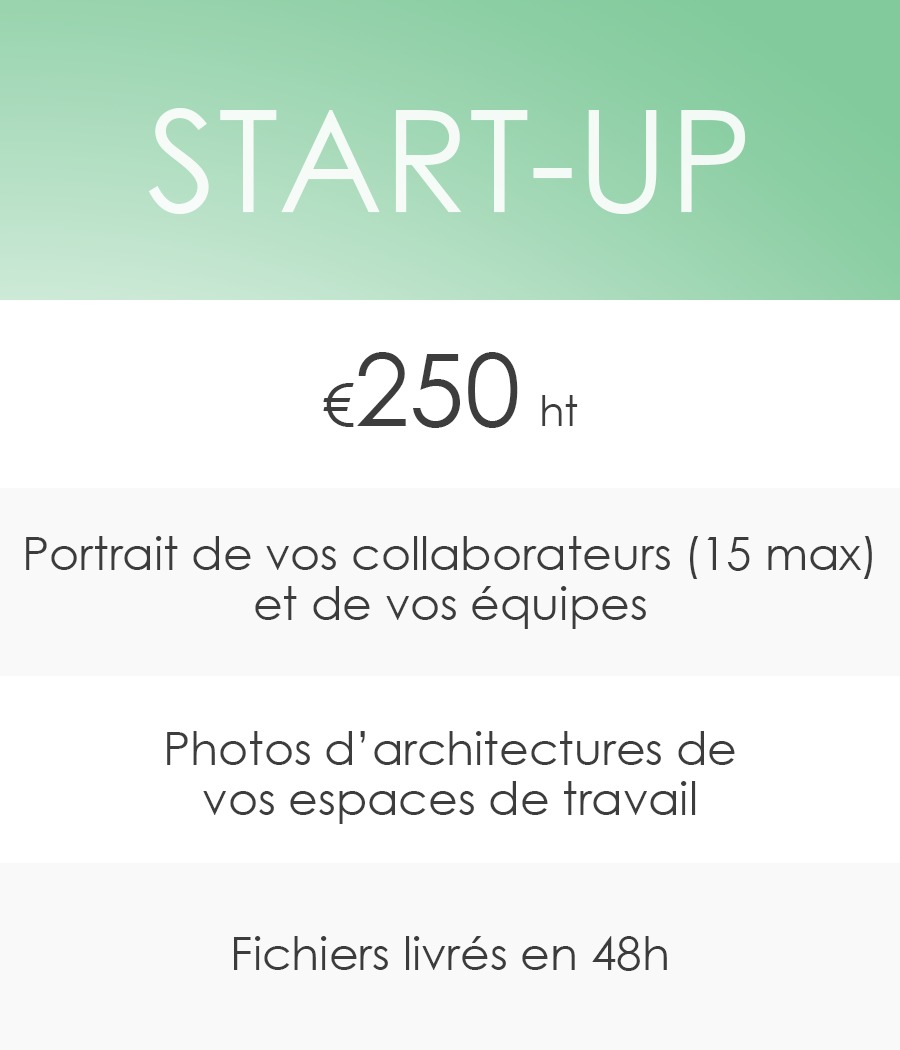 START-UP
€250 ht
Portrait de vos collaborateurs (15 max)
et de vos équipes
Photos d’architectures de
vos espaces de travail
Fichiers livrés en 48h